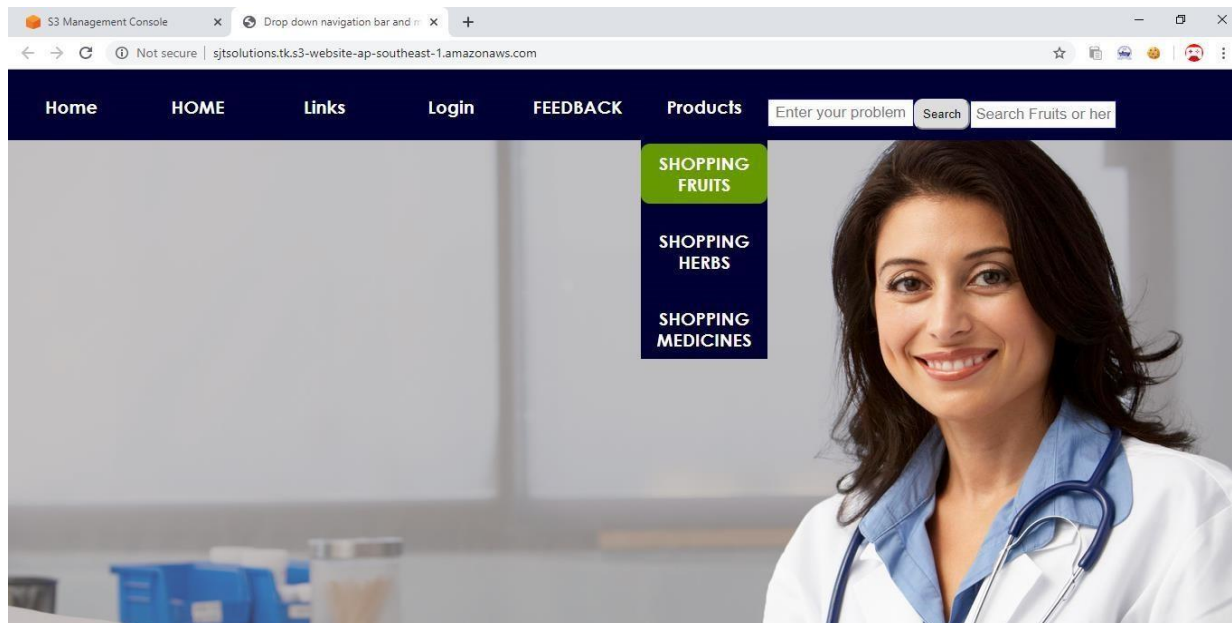 S3 Management Console
Drop down navigation bar and m
Not secure | sjtsolutions.tk.s3-website-ap-southeast-1.amazonaws.com
Home HOME Links Login FEEDBACK Products Enter your problem Search Search Fruits or her
SHOPPING
FRUITS
SHOPPING
HERBS
SHOPPING
MEDICINES